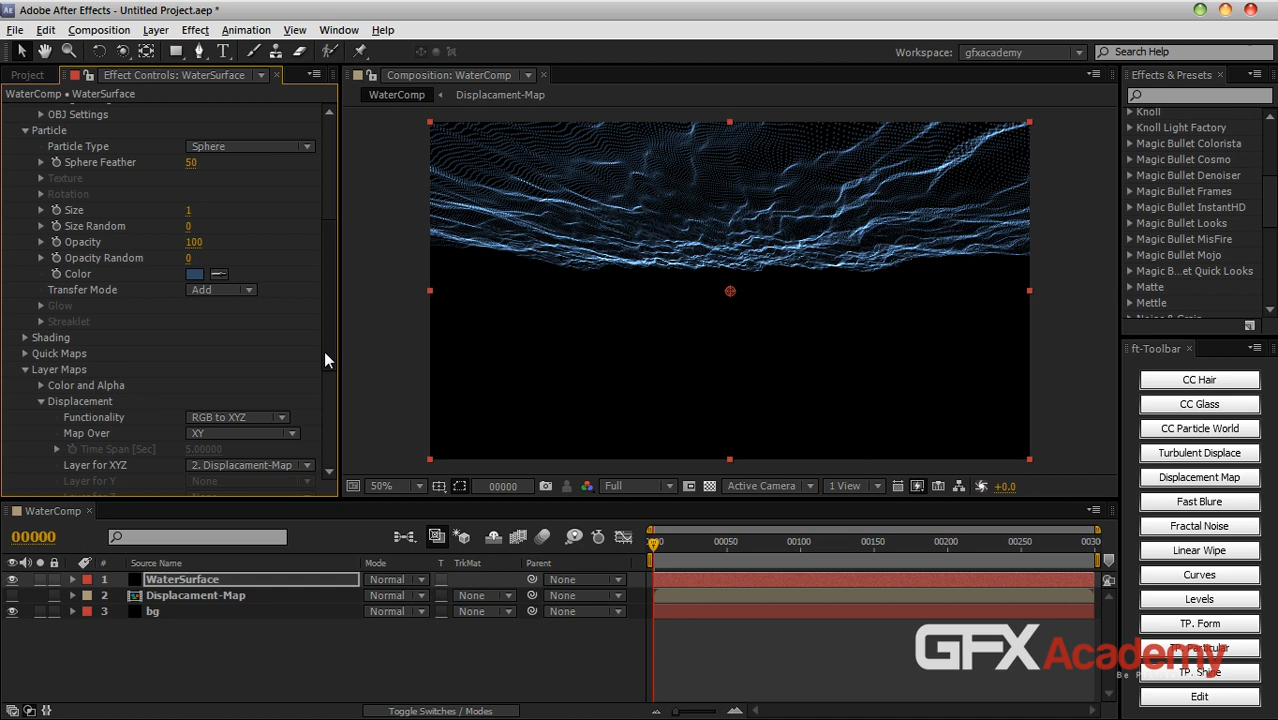 Adobe After Effects - Untitled Project.aep *
File Edit Composition Layer Effect Animation View Window Help
Workspace: gfxacademy Search Help
Project Effect Controls: WaterSurface Composition: WaterComp Effects & Presets
WaterComp • WaterSurface
WaterComp Displacament-Map
OBJ Settings
Particle
Particle Type Sphere
Sphere Feather 50
Texture
Rotation
Size 1
Size Random 0
Opacity 100
Opacity Random 0
Color
Transfer Mode Add
Glow
Streaklet
Shading
Quick Maps
Layer Maps
Color and Alpha
Displacement
Functionality RGB to XYZ
Map Over XY
Time Span [Sec] 5.00000
Layer for XYZ 2. Displacament-Map
Layer for Y None
Knoll
Knoll Light Factory
Magic Bullet Colorista
Magic Bullet Cosmo
Magic Bullet Denoiser
Magic Bullet Frames
Magic Bullet InstantHD
Magic Bullet Looks
Magic Bullet MisFire
Magic Bullet Mojo
Magic B...et Quick Looks
Matte
Mettle
ft-Toolbar
CC Hair
CC Glass
CC Particle World
Turbulent Displace
Displacement Map
Fast Blure
Fractal Noise
Linear Wipe
Curves
Levels
TP. Form
TP. Particular
TP. Shine
Edit
50% 00000 Full Active Camera 1 View +0.0
WaterComp
00000
00050 00100 00150 00200 00250
# Source Name Mode T TrkMat Parent
1 WaterSurface Normal None
2 Displacament-Map Normal None None
3 bg Normal None None
GFXAcademy
Toggle Switches / Modes